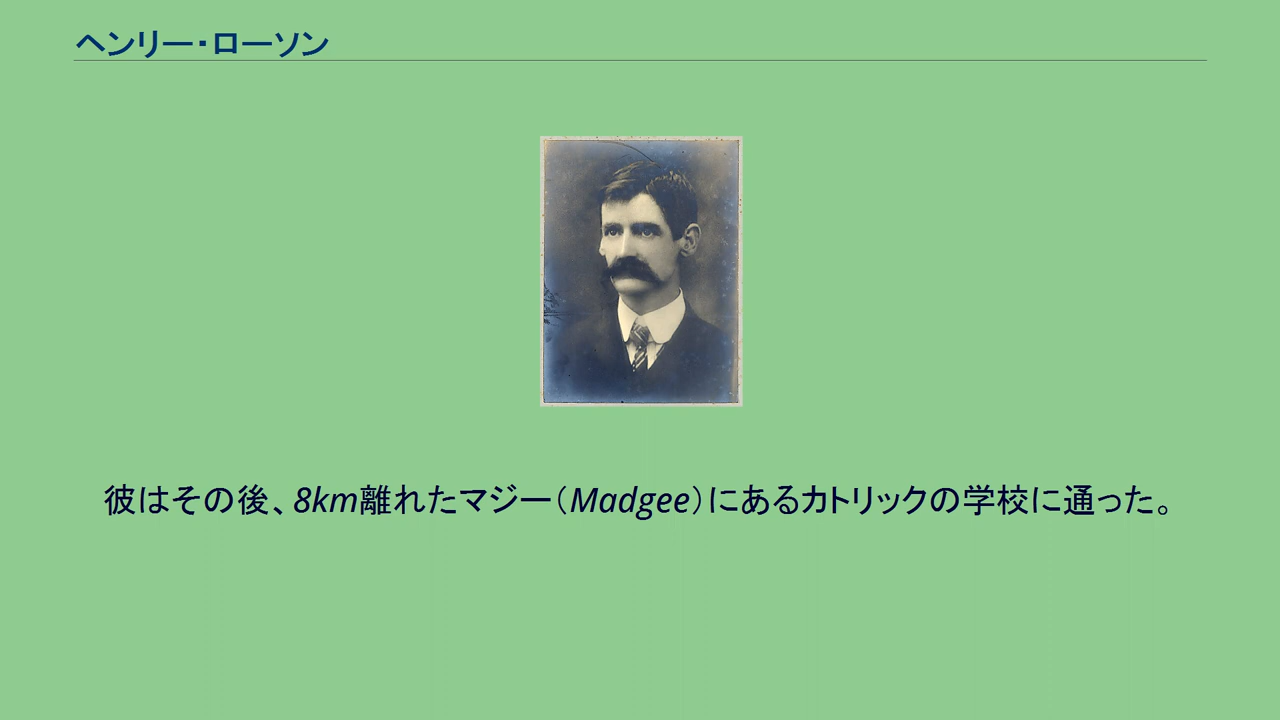 ヘンリー・ローソン
彼はその後、8km離れたマジー（Madgee）にあるカトリックの学校に通った。